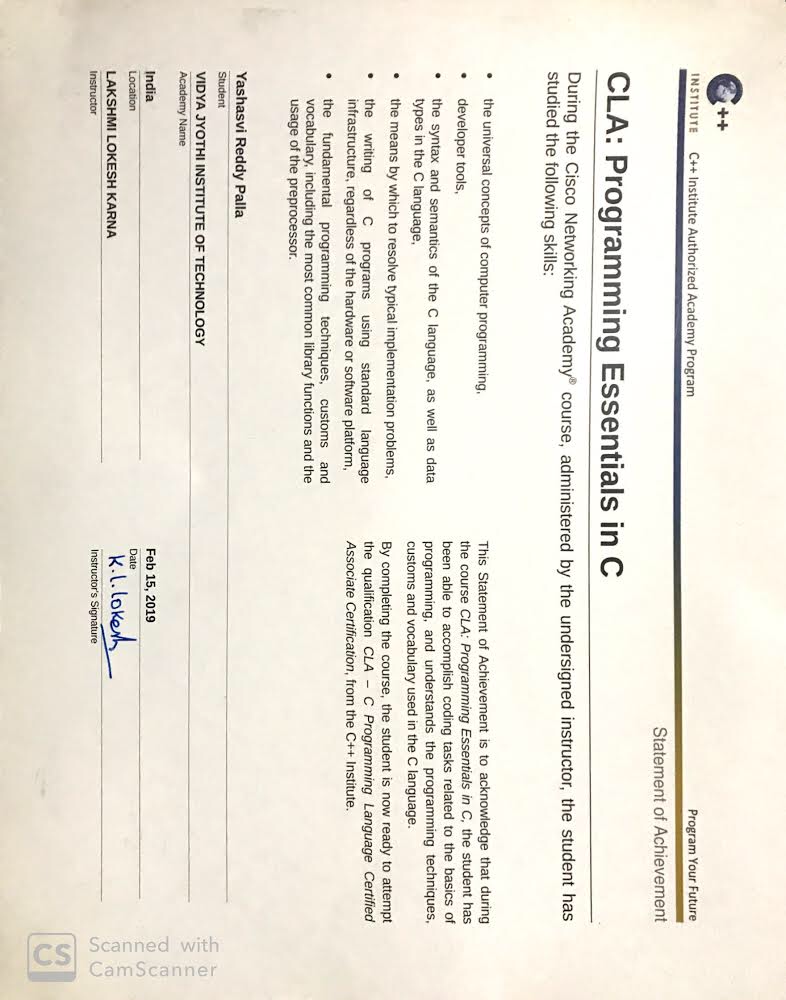 C++
INSTITUTE
C++ Institute Authorized Academy Program
Program Your Future
Statement of Achievement
CLA: Programming Essentials in C
During the Cisco Networking Academy® course, administered by the undersigned instructor, the student has
studied the following skills:
• the universal concepts of computer programming,
• developer tools,
• the syntax and semantics of the C language, as well as data
types in the C language,
• the means by which to resolve typical implementation problems,
• the writing of C programs using standard language
infrastructure, regardless of the hardware or software platform,
• the fundamental programming techniques, customs and
vocabulary, including the most common library functions and the
usage of the preprocessor.
This Statement of Achievement is to acknowledge that during
the course CLA: Programming Essentials in C, the student has
been able to accomplish coding tasks related to the basics of
programming, and understands the programming techniques,
customs and vocabulary used in the C language.
By completing the course, the student is now ready to attempt
the qualification CLA – C Programming Language Certified
Associate Certification, from the C++ Institute.
Yashasvi Reddy Palla
Student
VIDYA JYOTHI INSTITUTE OF TECHNOLOGY
Academy Name
India
Location
Feb 15, 2019
Date
LAKSHMI LOKESH KARNA
Instructor
K.L.Lokesh
Instructor's Signature
CS
Scanned with
CamScanner